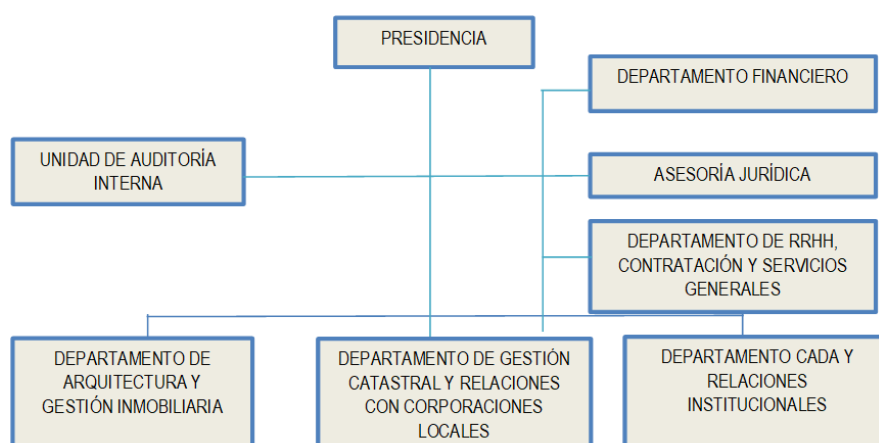 PRESIDENCIA
DEPARTAMENTO FINANCIERO
UNIDAD DE AUDITORÍA
INTERNA
ASESORÍA JURÍDICA
DEPARTAMENTO DE RRHH,
CONTRATACIÓN Y SERVICIOS
GENERALES
DEPARTAMENTO DE
ARQUITECTURA Y
GESTIÓN INMOBILIARIA
DEPARTAMENTO DE GESTIÓN
CATASTRAL Y RELACIONES
CON CORPORACIONES
LOCALES
DEPARTAMENTO CADA Y
RELACIONES
INSTITUCIONALES